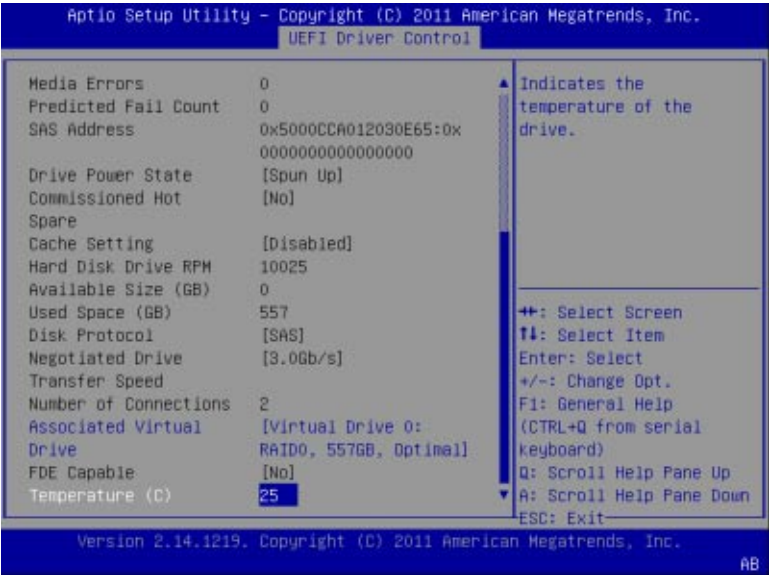 Aptio Setup Utility – Copyright (C) 2011 American Megatrends, Inc.
UEFI Driver Control
Media Errors 0
Predicted Fail Count 0
SAS Address 0x5000CCA012030E65:0x
0000000000000000
Drive Power State [Spun Up]
Commissioned Hot [No]
Spare
Cache Setting [Disabled]
Hard Disk Drive RPM 10025
Available Size (GB) 0
Used Space (GB) 557
Disk Protocol [SAS]
Negotiated Drive [3.0Gb/s]
Transfer Speed
Number of Connections 2
Associated Virtual [Virtual Drive 0:
Drive RAID0, 557GB, Optimal]
FDE Capable [No]
Temperature (C) 25
Indicates the
temperature of the
drive.
→←: Select Screen
↑↓: Select Item
Enter: Select
+/-: Change Opt.
F1: General Help
(CTRL+Q from serial
keyboard)
Q: Scroll Help Pane Up
A: Scroll Help Pane Down
ESC: Exit
Version 2.14.1219. Copyright (C) 2011 American Megatrends, Inc.
AB